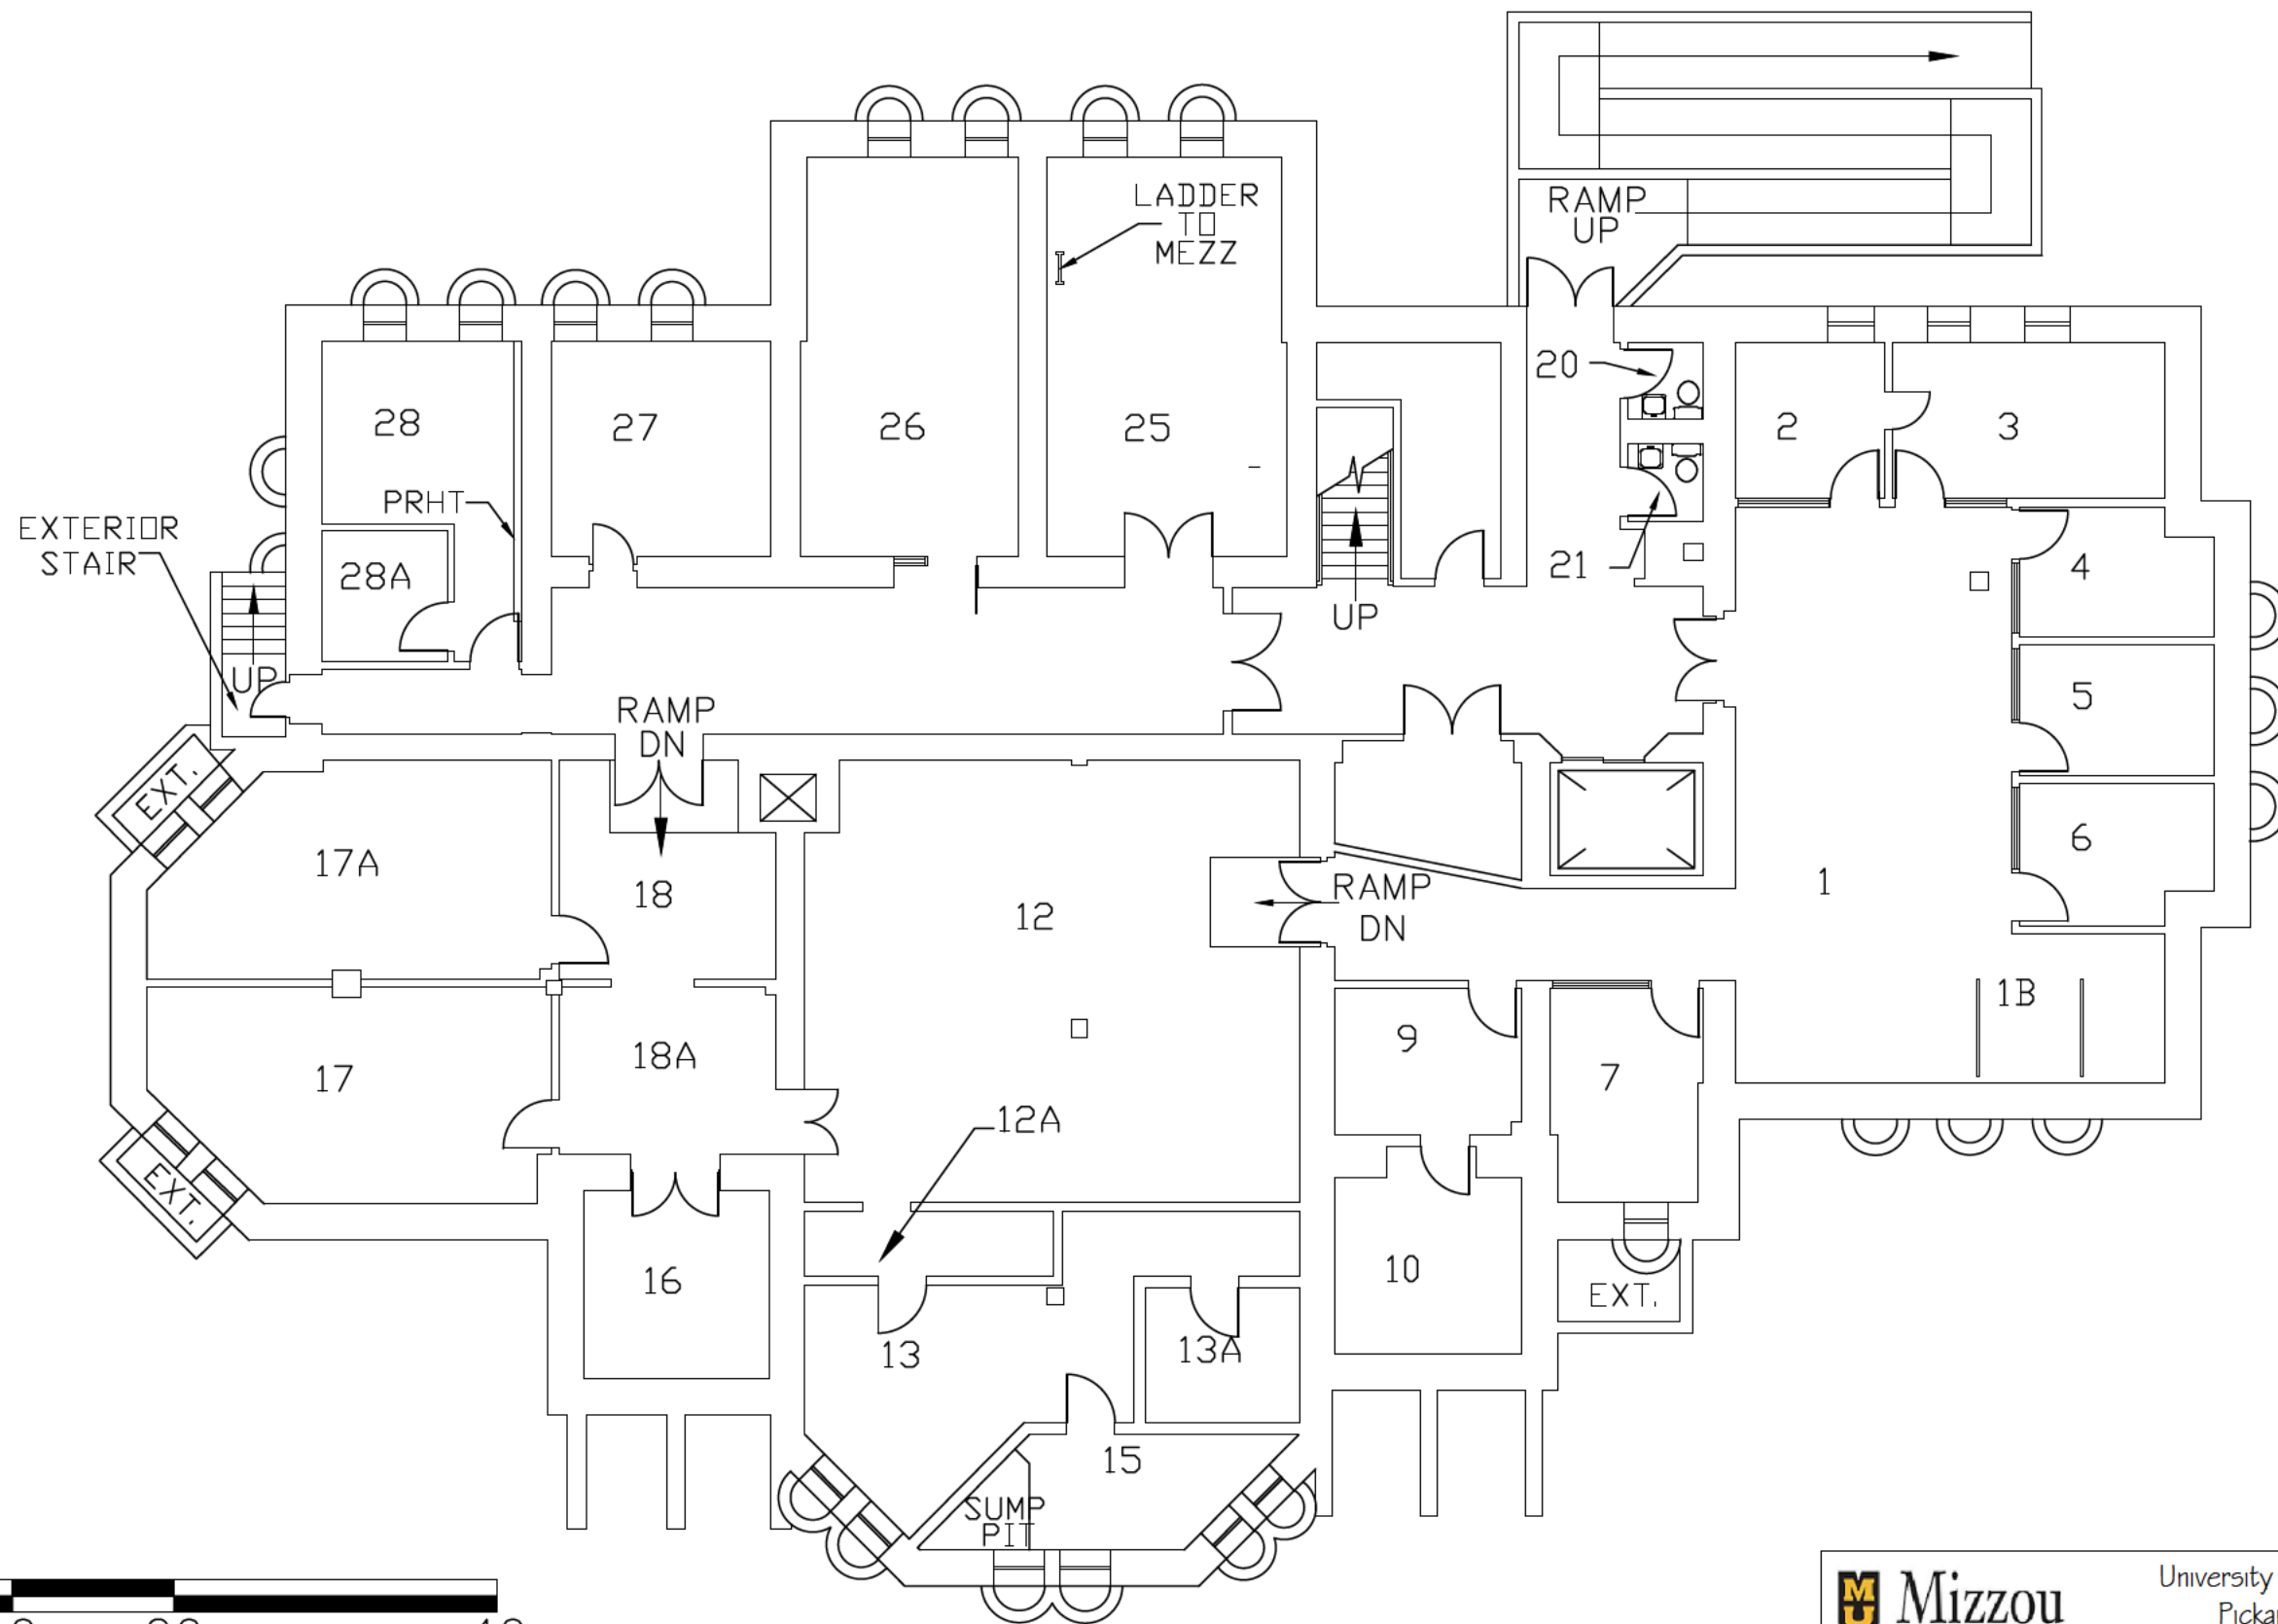 LADDER
TO
MEZZ
RAMP
UP
20
28
27
26
25
2
3
PRHT
EXTERIOR
STAIR
28A
21
4
UP
UP
5
RAMP
DN
EXT.
6
17A
18
12
RAMP
DN
1
1B
9
18A
17
7
12A
EXT.
16
10
EXT.
13
13A
15
SUMP
PIT
MU
Mizzou
University